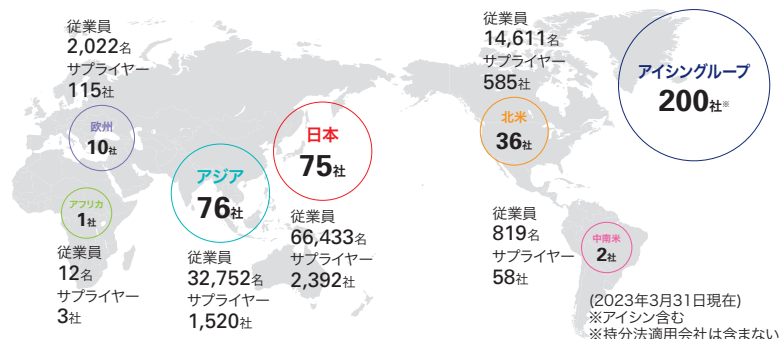 従業員
2,022名
サプライヤー
115社
欧州
10社
アフリカ
1社
従業員
12名
サプライヤー
3社
アジア
76社
従業員
32,752名
サプライヤー
1,520社
日本
75社
従業員
66,433名
サプライヤー
2,392社
従業員
14,611名
サプライヤー
585社
北米
36社
従業員
819名
サプライヤー
58社
中南米
2社
アイシングループ
200社※
(2023年3月31日現在)
※アイシン含む
※持分法適用会社は含まない